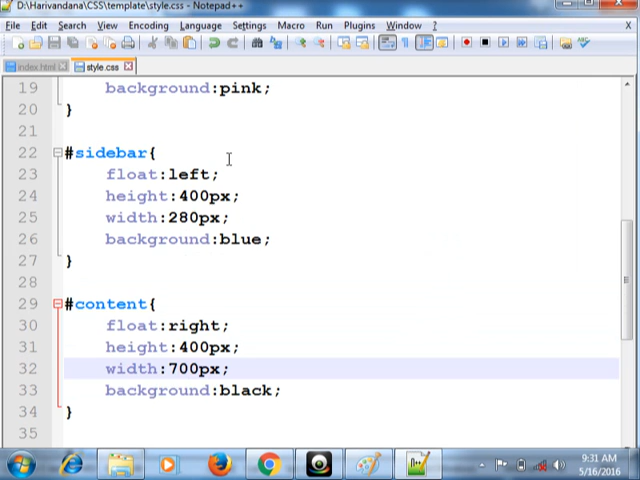 D:\Harivandana\CSS\template\style.css - Notepad++
File Edit Search View Encoding Language Settings Macro Run Plugins Window ? X
index.html style.css
19 background:pink;
20 }
21
22 #sidebar{
23 float:left;
24 height:400px;
25 width:280px;
26 background:blue;
27 }
28
29 #content{
30 float:right;
31 height:400px;
32 width:700px;
33 background:black;
34 }
35
9:31 AM
5/16/2016